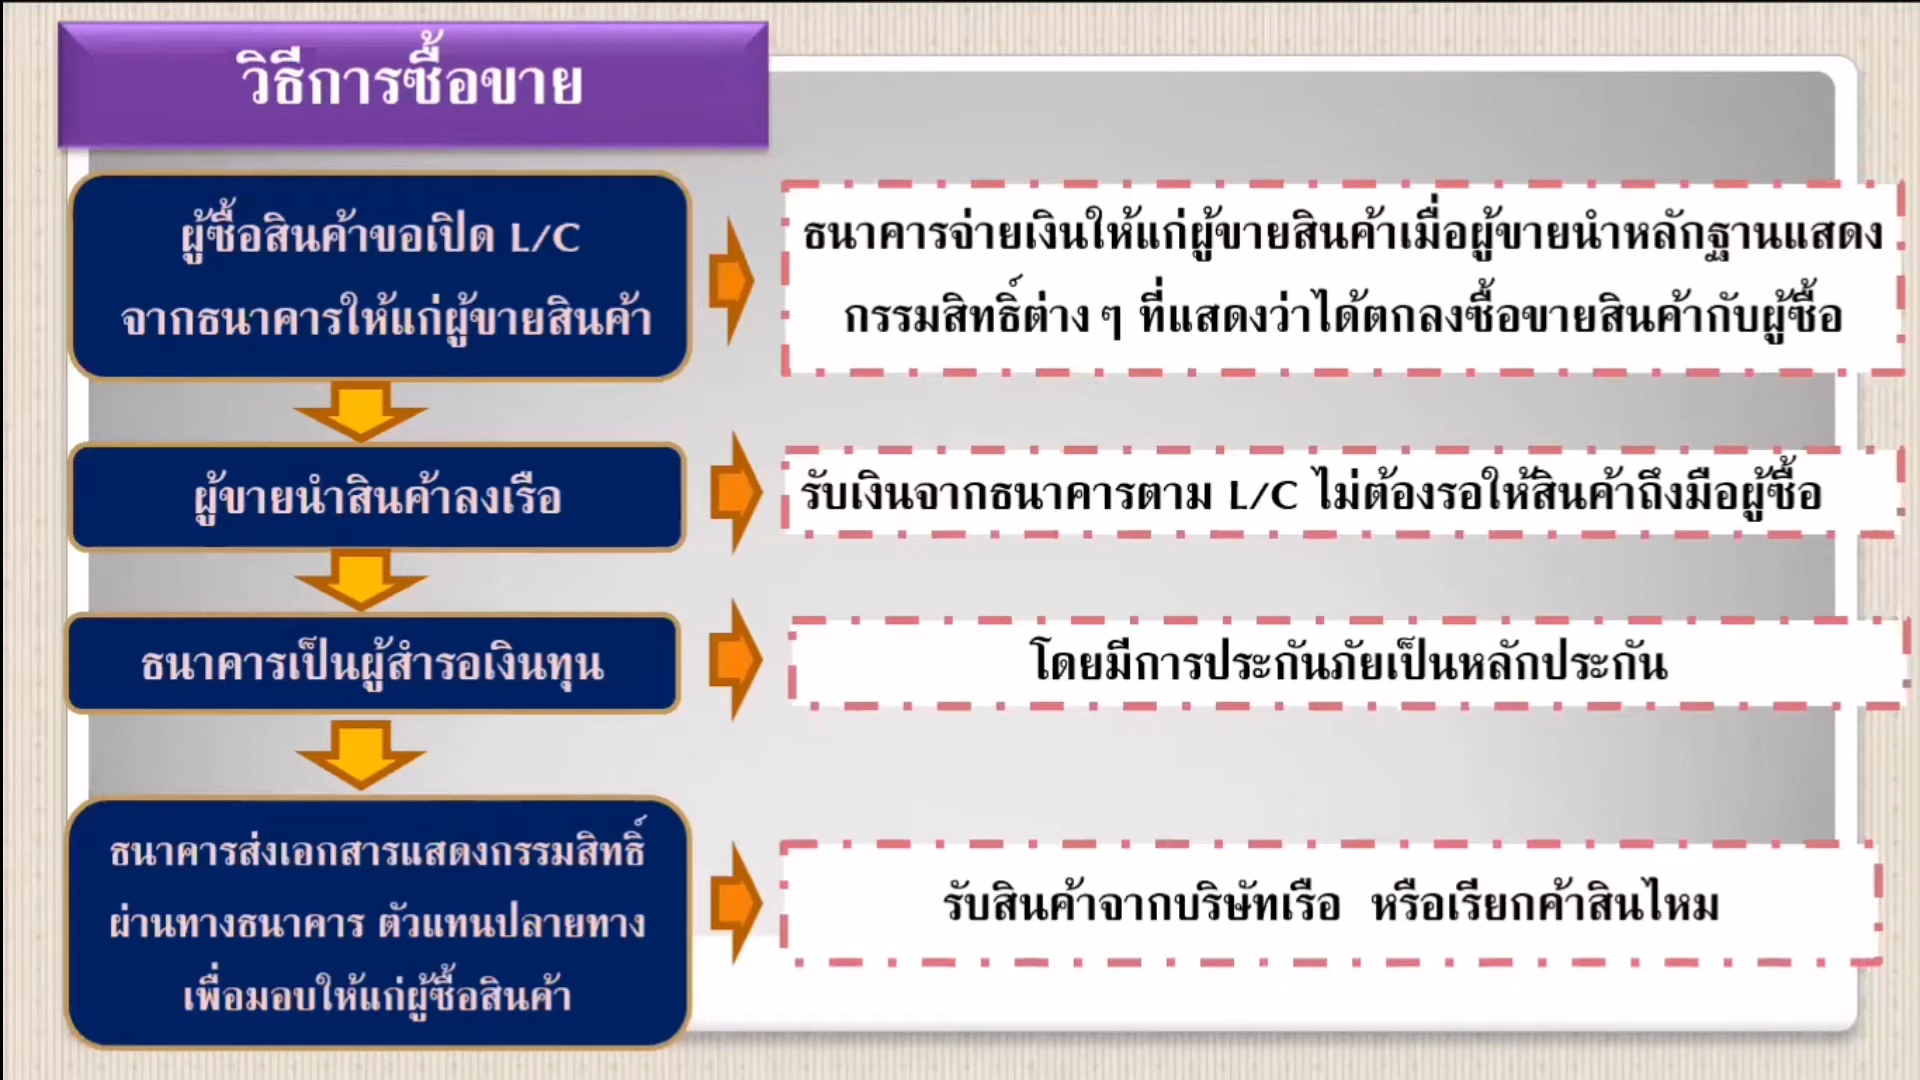 วิธีการซื้อขาย
ผู้ซื้อสินค้าขอเปิด L/C
จากธนาคารให้แก่ผู้ขายสินค้า
ธนาคารจ่ายเงินให้แก่ผู้ขายสินค้าเมื่อผู้ขายนำหลักฐานแสดง
กรรมสิทธิ์ต่าง ๆ ที่แสดงว่าได้ตกลงซื้อขายสินค้ากับผู้ซื้อ
ผู้ขายนำสินค้าลงเรือ
รับเงินจากธนาคารตาม L/C ไม่ต้องรอให้สินค้าถึงมือผู้ซื้อ
ธนาคารเป็นผู้สำรอเงินทุน
โดยมีการประกันภัยเป็นหลักประกัน
ธนาคารส่งเอกสารแสดงกรรมสิทธิ์
ผ่านทางธนาคาร ตัวแทนปลายทาง
เพื่อมอบให้แก่ผู้ซื้อสินค้า
รับสินค้าจากบริษัทเรือ หรือเรียกค้าสินไหม